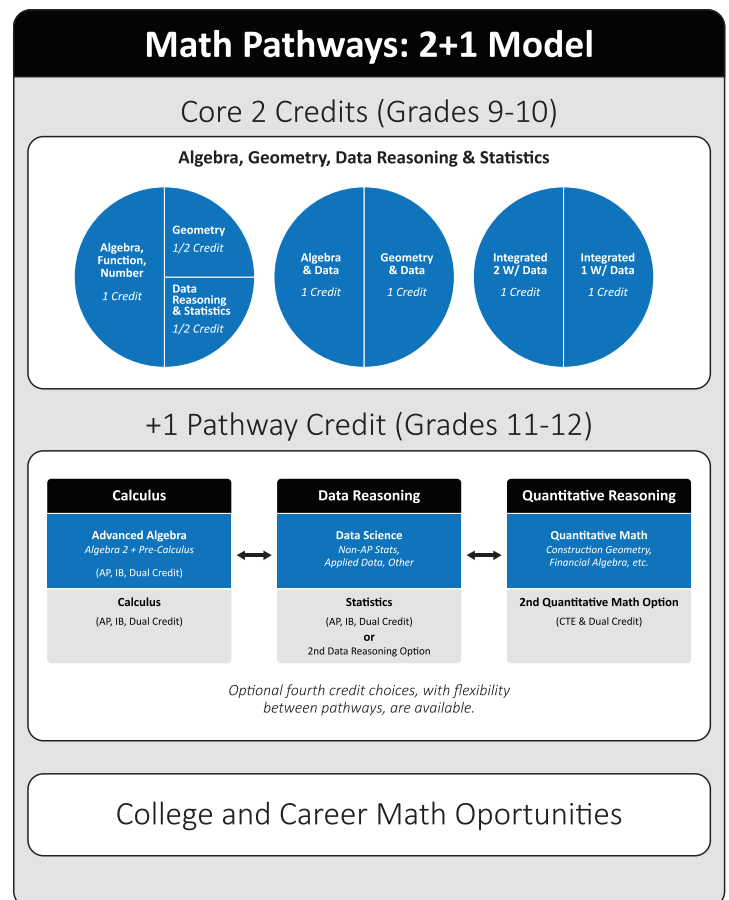 Math Pathways: 2+1 Model
Core 2 Credits (Grades 9-10)
Algebra, Geometry, Data Reasoning & Statistics
Algebra,
Function,
Number
1 Credit
Geometry
1/2 Credit
Data
Reasoning
& Statistics
1/2 Credit
Algebra
& Data
1 Credit
Geometry
& Data
1 Credit
Integrated
2 W/ Data
1 Credit
Integrated
1 W/ Data
1 Credit
+1 Pathway Credit (Grades 11-12)
Calculus
Advanced Algebra
Algebra 2 + Pre-Calculus
(AP, IB, Dual Credit)
Calculus
(AP, IB, Dual Credit)
Data Reasoning
Data Science
Non-AP Stats,
Applied Data, Other
Statistics
(AP, IB, Dual Credit)
or
2nd Data Reasoning Option
Quantitative Reasoning
Quantitative Math
Construction Geometry,
Financial Algebra, etc.
2nd Quantitative Math Option
(CTE & Dual Credit)
Optional fourth credit choices, with flexibility
between pathways, are available.
College and Career Math Oportunities